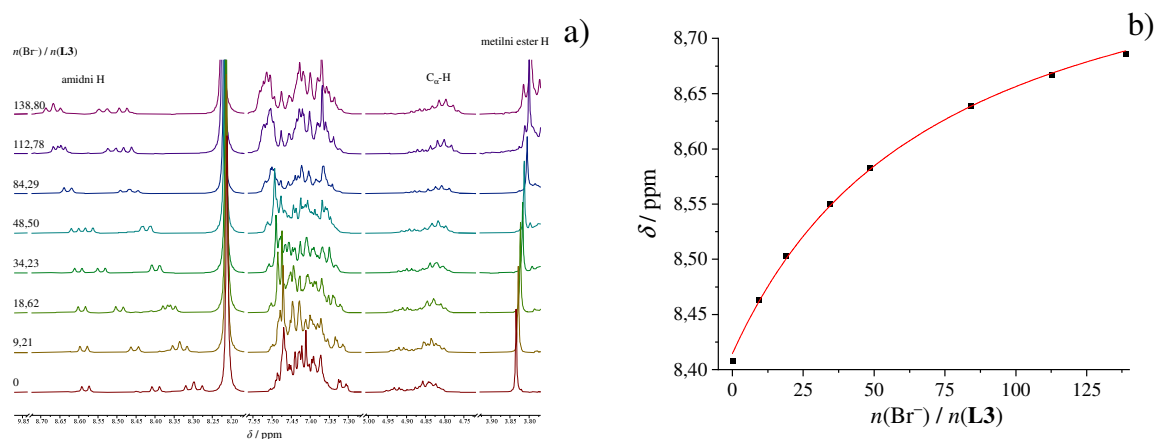 a)
n(Br⁻) / n(L3)
amidni H
Cα-H
metilni ester H
138,80
112,78
84,29
48,50
34,23
18,62
9,21
0
9.85 8.70 8.65 8.60 8.55 8.50 8.45 8.40 8.35 8.30 8.25 8.20 7.55 7.50 7.45 7.40 7.35 7.30 5.00 4.95 4.90 4.85 4.80 4.75 3.90 3.85 3.80
δ / ppm
b)
8,70
8,65
8,60
8,55
8,50
8,45
8,40
δ / ppm
0 25 50 75 100 125
n(Br⁻) / n(L3)